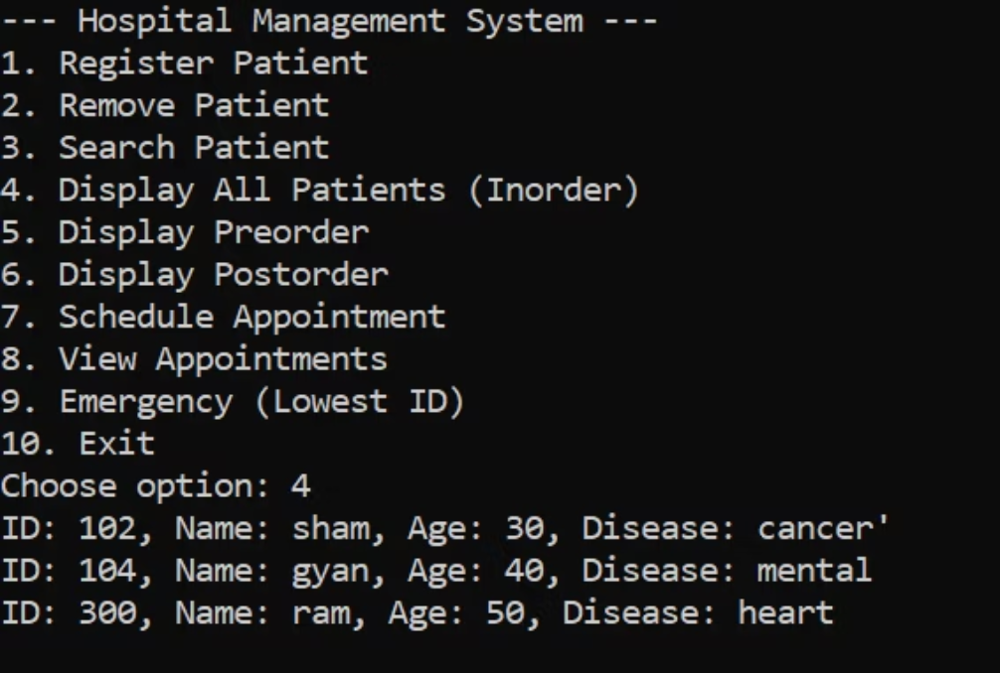 --- Hospital Management System ---
1. Register Patient
2. Remove Patient
3. Search Patient
4. Display All Patients (Inorder)
5. Display Preorder
6. Display Postorder
7. Schedule Appointment
8. View Appointments
9. Emergency (Lowest ID)
10. Exit
Choose option: 4
ID: 102, Name: sham, Age: 30, Disease: cancer'
ID: 104, Name: gyan, Age: 40, Disease: mental
ID: 300, Name: ram, Age: 50, Disease: heart